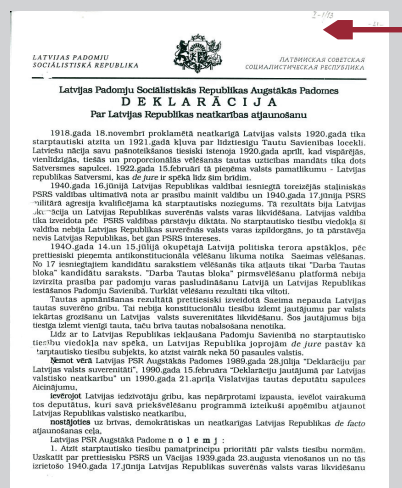 LATVIJAS PADOMJU
SOCIĀLISTISKĀ REPUBLIKA
ЛАТВИЙСКАЯ СОВЕТСКАЯ
СОЦИАЛИСТИЧЕСКАЯ РЕСПУБЛИКА
Latvijas Padomju Sociālistiskās Republikas Augstākās Padomes
DEKLARĀCIJA
Par Latvijas Republikas neatkarības atjaunošanu
1918.gada 18.novembrī proklamētā neatkarīgā Latvijas valsts 1920.gadā tika
starptautiski atzīta un 1921.gadā kļuva par līdztiesīgu Tautu Savienības locekli.
Latviešu nācija savu pašnoteikšanos tiesiski īstenoja 1920.gada aprīlī, kad vispārējās,
vienlīdzīgās, tiešās un proporcionālās vēlēšanās tautas uzticības mandāts tika dots
Satversmes sapulcei. 1922.gada 15.februārī tā pieņēma valsts pamatlikumu - Latvijas
republikas Satversmi, kas de jure ir spēkā līdz šim brīdim.
1940.gada 16.jūnijā Latvijas Republikas valdībai iesniegtā toreizējās staļiniskās
PSRS valdības ultimatīvā nota ar prasību mainīt valdību un 1940.gada 17.jūnija PSRS
militārā agresija kvalificējama kā starptautisks noziegums. Tā rezultāts bija Latvijas
okupācija un Latvijas Republikas suverēnās valsts varas likvidēšana. Latvijas valdība
tika izveidota pēc PSRS valdības pārstāvju diktāta. No starptautisko tiesību viedokļa šī
valdība nebija Latvijas Republikas suverēnās valsts varas izpildorgāns, jo tā pārstāvēja
nevis Latvijas Republikas, bet gan PSRS intereses.
1940.gada 14.un 15.jūlijā okupētajā Latvijā politiskā terora apstākļos, pēc
prettiesiski pieņemta antikonstitucionāla vēlēšanu likuma notika Saeimas vēlēšanas.
No 17 iesniegtajiem kandidātu sarakstiem vēlēšanās tika atļauts tikai "Darba Tautas
bloka" kandidātu saraksts. "Darba Tautas bloka" pirmsvēlēšanu platformā nebija
izvirzīta prasība par padomju varas pasludināšanu Latvijā un Latvijas Republikas
iestāšanos Padomju Savienībā. Turklāt vēlēšanu rezultāti tika viltoti.
Tautas apmānīšanas rezultātā prettiesiski izveidotā Saeima nepauda Latvijas
tautas suverēno gribu. Tai nebija konstitucionālu tiesību izlemt jautājumu par valsts
iekārtas grozīšanu un Latvijas valsts suverenitātes likvidēšanu. Šos jautājumus bija
tiesīga izlemt vienīgi tauta, taču brīva tautas nobalsošana nenotika.
Līdz ar to Latvijas Republikas iekļaušana Padomju Savienībā no starptautisko
tiesību viedokļa nav spēkā, un Latvijas Republika joprojām de jure pastāv kā
starptautisko tiesību subjekts, ko atzīst vairāk nekā 50 pasaules valstis.
Ņemot vērā Latvijas PSR Augstākās Padomes 1989.gada 28.jūlija "Deklarāciju par
Latvijas valsts suverenitāti", 1990.gada 15.februāra "Deklarāciju jautājumā par Latvijas
valstisko neatkarību" un 1990.gada 21.aprīļa Vislatvijas tautas deputātu sapulces
Aicinājumu,
ievērojot Latvijas iedzīvotāju gribu, kas nepārprotami izpausta, ievēlot vairākumā
tos deputātus, kuri savā priekšvēlēšanu programmā izteikuši apņēmību atjaunot
Latvijas Republikas valstisko neatkarību,
nostājoties uz brīvas, demokrātiskas un neatkarīgas Latvijas Republikas de facto
atjaunošanas ceļa,
Latvijas PSR Augstākā Padome nolemj:
1. Atzīt starptautisko tiesību pamatprincipu prioritāti pār valsts tiesību normām.
Uzskatīt par prettiesisku PSRS un Vācijas 1939.gada 23.augusta vienošanos un no tās
izrietošo 1940.gada 17.jūnija Latvijas Republikas suverēnās valsts varas likvidēšanu